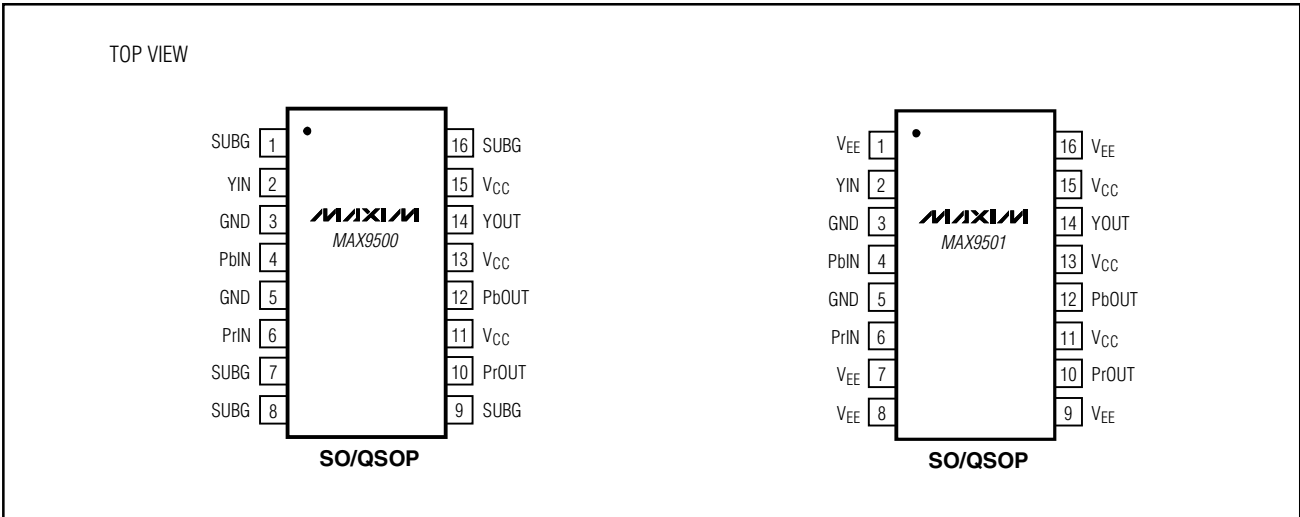 TOP VIEW
SUBG 1
YIN 2
GND 3
PbIN 4
GND 5
PrIN 6
SUBG 7
SUBG 8
MAXIM
MAX9500
16 SUBG
15 VCC
14 YOUT
13 VCC
12 PbOUT
11 VCC
10 PrOUT
9 SUBG
SO/QSOP
VEE 1
YIN 2
GND 3
PbIN 4
GND 5
PrIN 6
VEE 7
VEE 8
MAXIM
MAX9501
16 VEE
15 VCC
14 YOUT
13 VCC
12 PbOUT
11 VCC
10 PrOUT
9 VEE
SO/QSOP